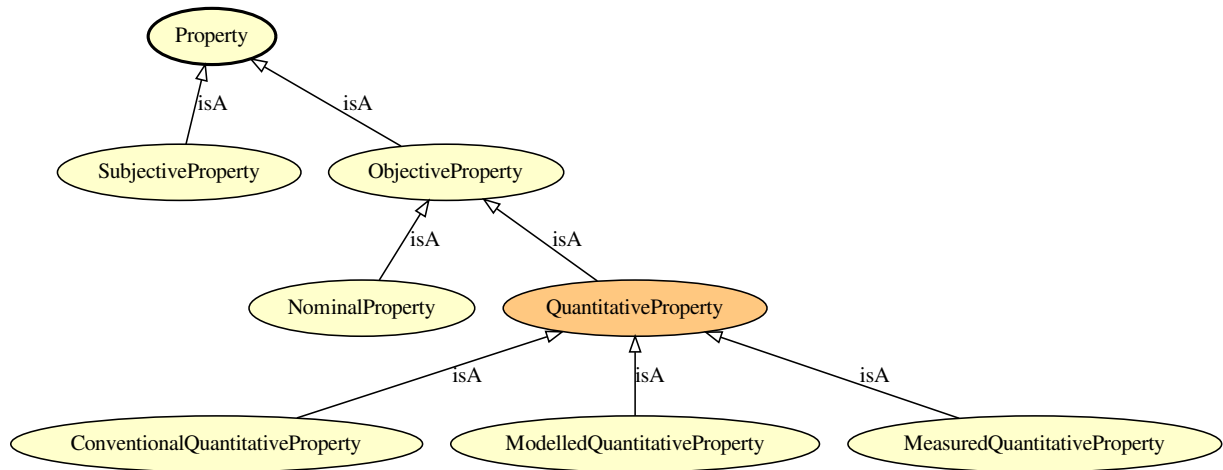 Property
isA isA
SubjectiveProperty ObjectiveProperty
isA isA
NominalProperty QuantitativeProperty
isA isA isA
ConventionalQuantitativeProperty ModelledQuantitativeProperty MeasuredQuantitativeProperty